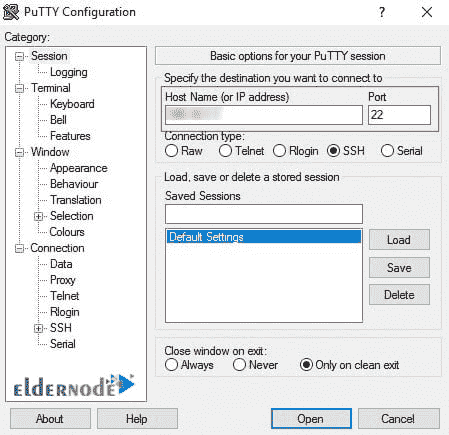 PuTTY Configuration ? ×
Category:
Session
Logging
Terminal
Keyboard
Bell
Features
Window
Appearance
Behaviour
Translation
Selection
Colours
Connection
Data
Proxy
Telnet
Rlogin
SSH
Serial
eldernode
Basic options for your PuTTY session
Specify the destination you want to connect to
Host Name (or IP address) Port
22
Connection type:
Raw Telnet Rlogin SSH Serial
Load, save or delete a stored session
Saved Sessions
Default Settings
Load
Save
Delete
Close window on exit:
Always Never Only on clean exit
About Help Open Cancel